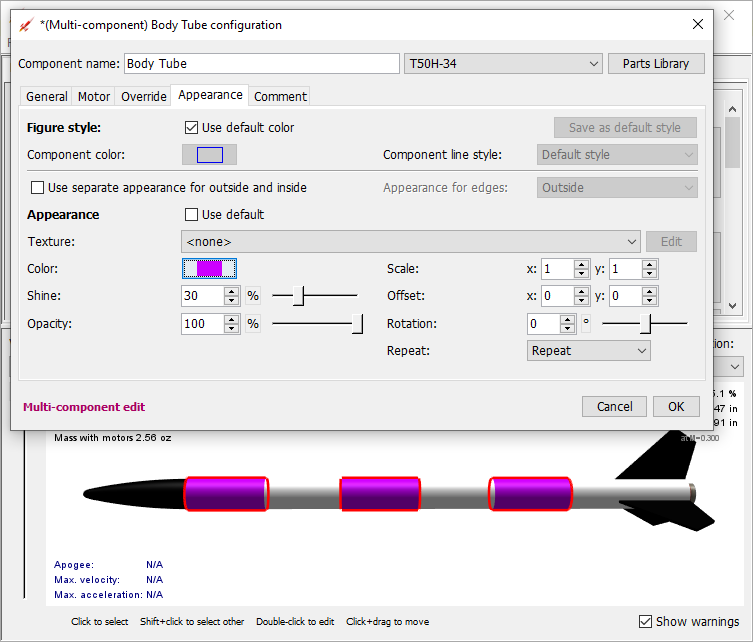 *(Multi-component) Body Tube configuration
Component name: Body Tube T50H-34 Parts Library
General Motor Override Appearance Comment
Figure style: Use default color Save as default style
Component color: Component line style: Default style
Use separate appearance for outside and inside Appearance for edges: Outside
Appearance Use default
Texture: <none> Edit
Color: Scale: x: 1 y: 1
Shine: 30 % Offset: x: 0 y: 0
Opacity: 100 % Rotation: 0 °
Repeat: Repeat
ion:
Multi-component edit Cancel OK
5.1 %
47 in
91 in
Mass with motors 2.56 oz at M=0.300
Apogee: N/A
Max. velocity: N/A
Max. acceleration: N/A
Click to select Shift+click to select other Double-click to edit Click+drag to move Show warnings